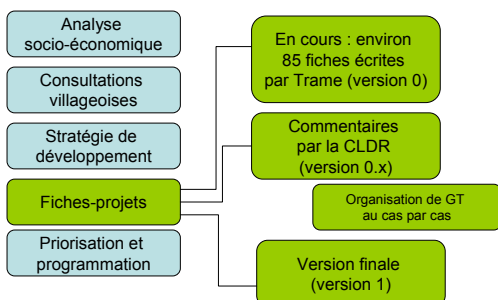 Analyse
socio-économique
Consultations
villageoises
Stratégie de
développement
Fiches-projets
Priorisation et
programmation
En cours : environ
85 fiches écrites
par Trame (version 0)
Commentaires
par la CLDR
(version 0.x)
Organisation de GT
au cas par cas
Version finale
(version 1)